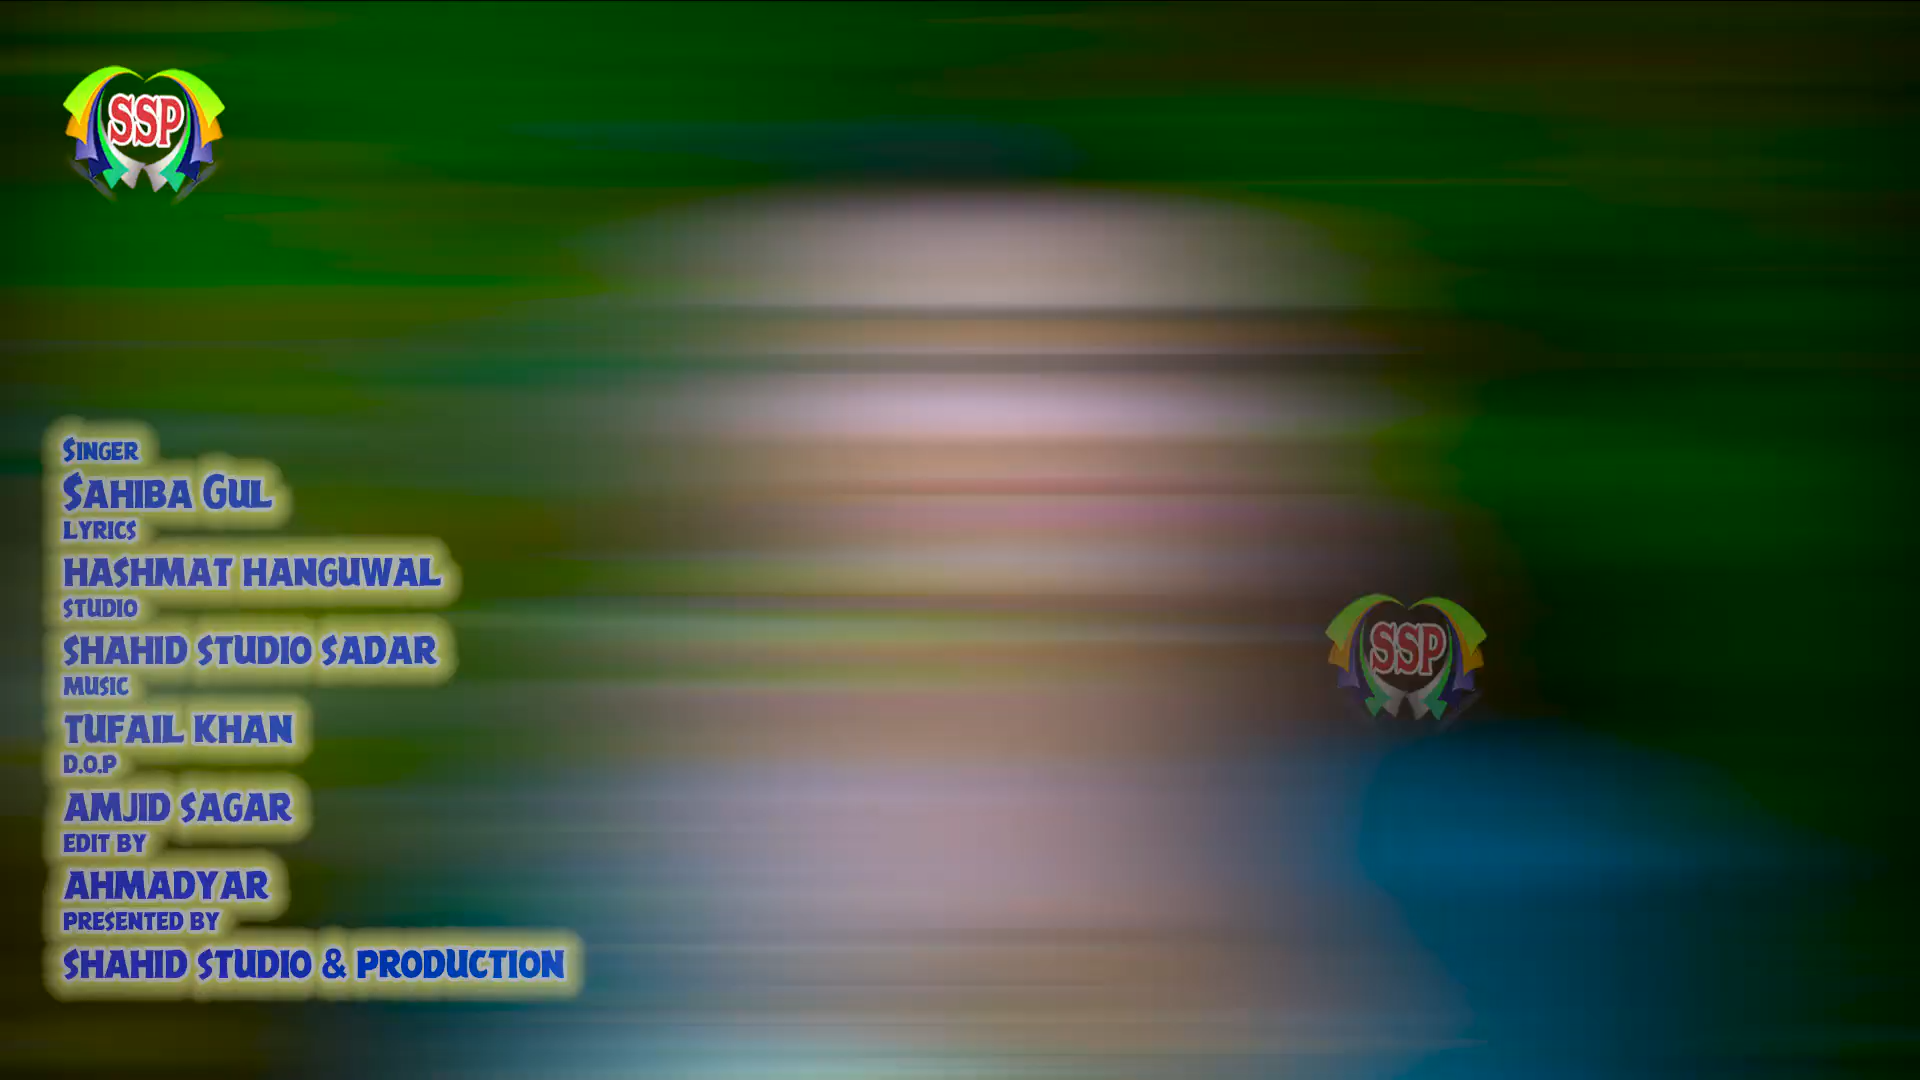 SSP
Singer
Sahiba Gul
LYRICS
HASHMAT HANGUWAL
STUDIO
SHAHID STUDIO SADAR
MUSIC
TUFAIL KHAN
D.O.P
AMJID SAGAR
EDIT BY
AHMADYAR
PRESENTED BY
SHAHID STUDIO & PRODUCTION
SSP